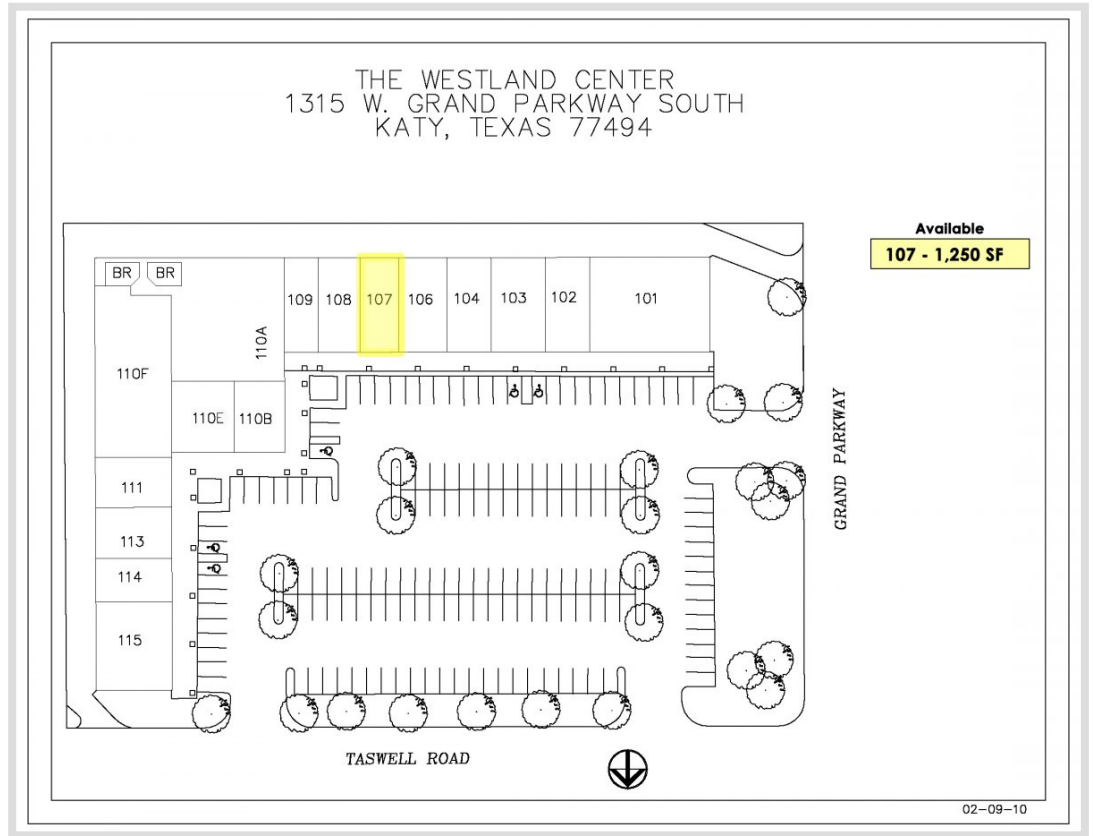 THE WESTLAND CENTER
1315 W. GRAND PARKWAY SOUTH
KATY, TEXAS 77494
Available
107 - 1,250 SF
BR BR
109 108 107 106 104 103 102 101
110A
110F
110E 110B
111
113
114
115
GRAND PARKWAY
TASWELL ROAD
02-09-10